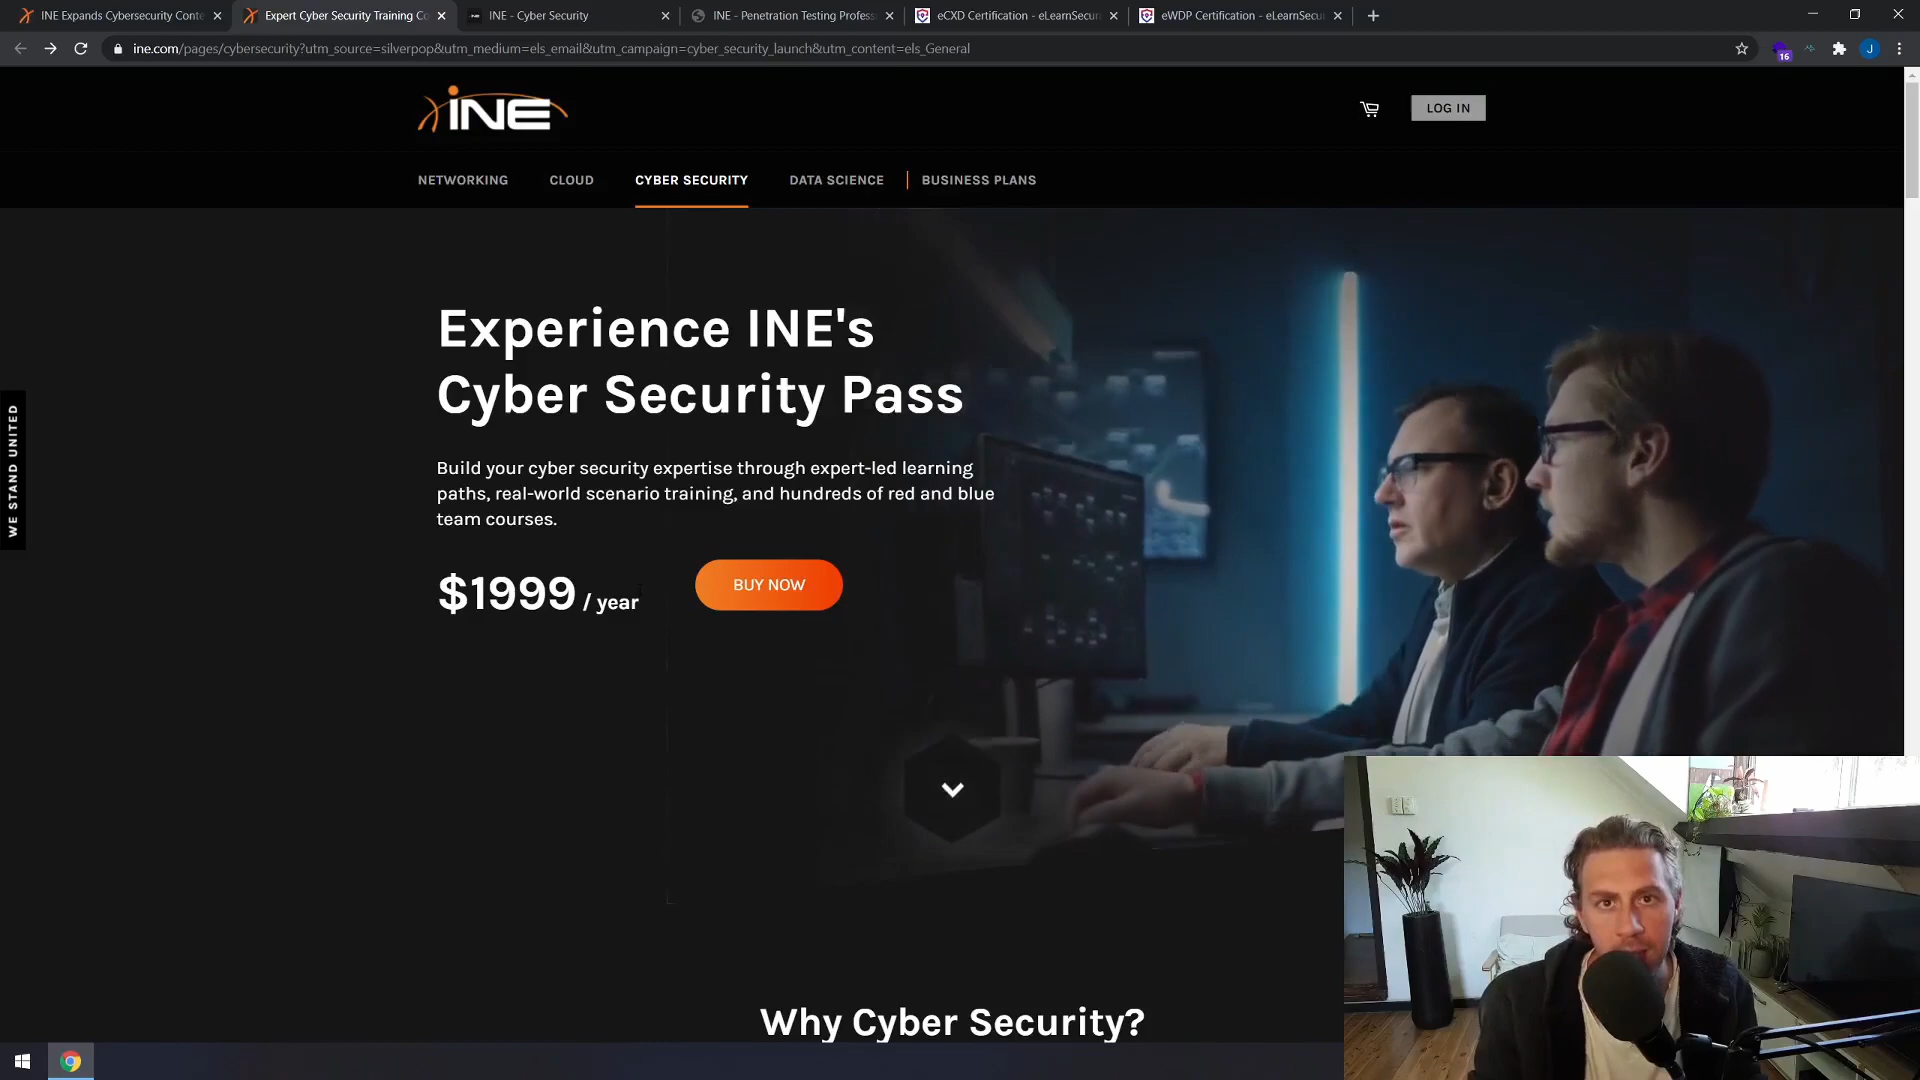 INE Expands Cybersecurity Conte
Expert Cyber Security Training Co
INE - Cyber Security
INE - Penetration Testing Profess
eCXD Certification - eLearnSecur
eWDP Certification - eLearnSecu
ine.com/pages/cybersecurity?utm_source=silverpop&utm_medium=els_email&utm_campaign=cyber_security_launch&utm_content=els_General
16
J
INE
LOG IN
NETWORKING
CLOUD
CYBER SECURITY
DATA SCIENCE
BUSINESS PLANS
Experience INE's
Cyber Security Pass
Build your cyber security expertise through expert-led learning
paths, real-world scenario training, and hundreds of red and blue
team courses.
$1999 / year
BUY NOW
WE STAND UNITED
Why Cyber Security?